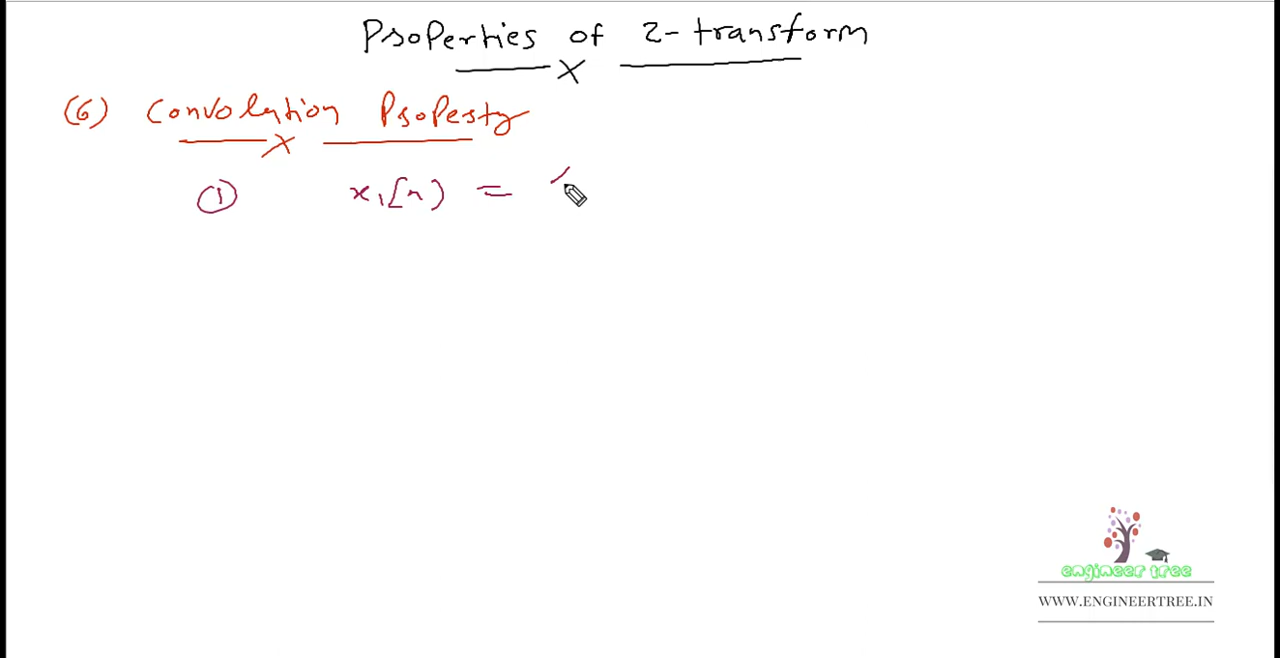 Properties of Z-transform
(6) Convolution Property
① x₁[n] =
engineer tree
WWW.ENGINEERTREE.IN